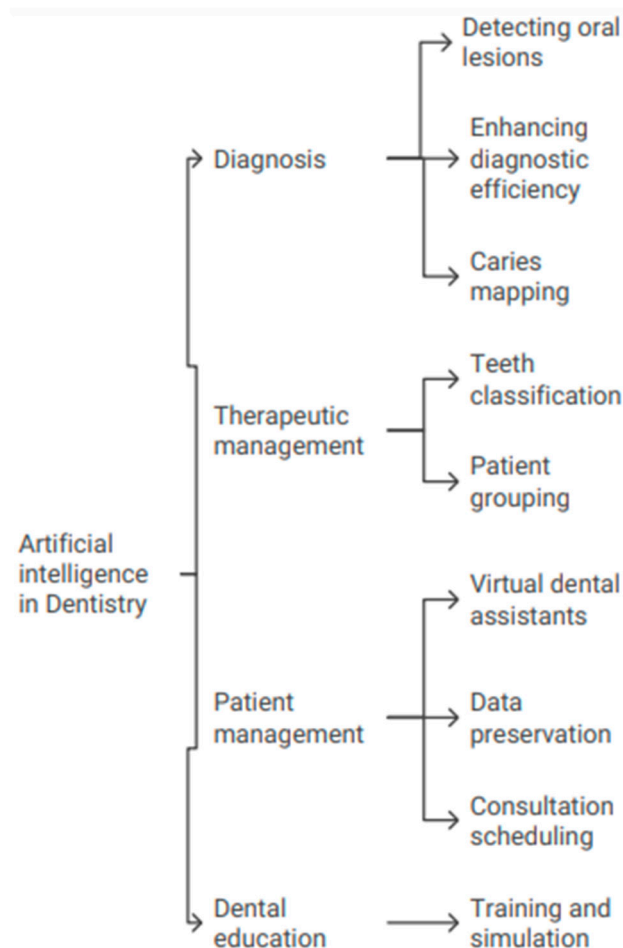 Artificial
intelligence
in Dentistry
Diagnosis
Detecting oral
lesions
Enhancing
diagnostic
efficiency
Caries
mapping
Therapeutic
management
Teeth
classification
Patient
grouping
Patient
management
Virtual dental
assistants
Data
preservation
Consultation
scheduling
Dental
education
Training and
simulation